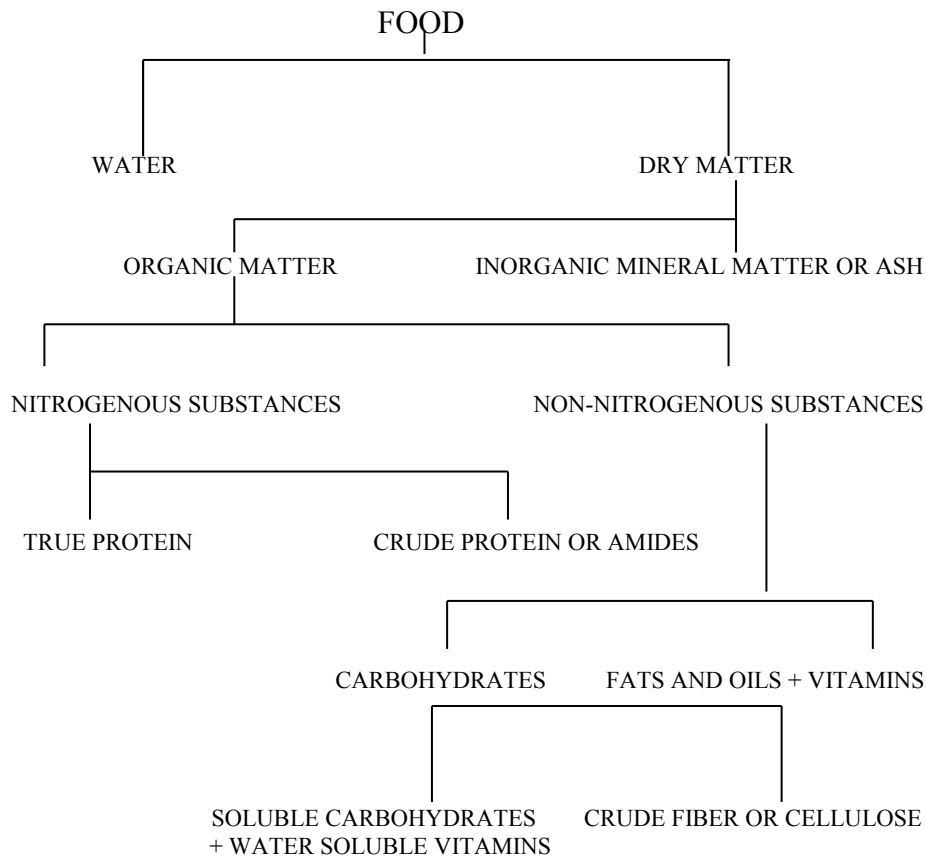 FOOD
WATER
DRY MATTER
ORGANIC MATTER
INORGANIC MINERAL MATTER OR ASH
NITROGENOUS SUBSTANCES
NON-NITROGENOUS SUBSTANCES
TRUE PROTEIN
CRUDE PROTEIN OR AMIDES
CARBOHYDRATES
FATS AND OILS + VITAMINS
SOLUBLE CARBOHYDRATES
+ WATER SOLUBLE VITAMINS
CRUDE FIBER OR CELLULOSE